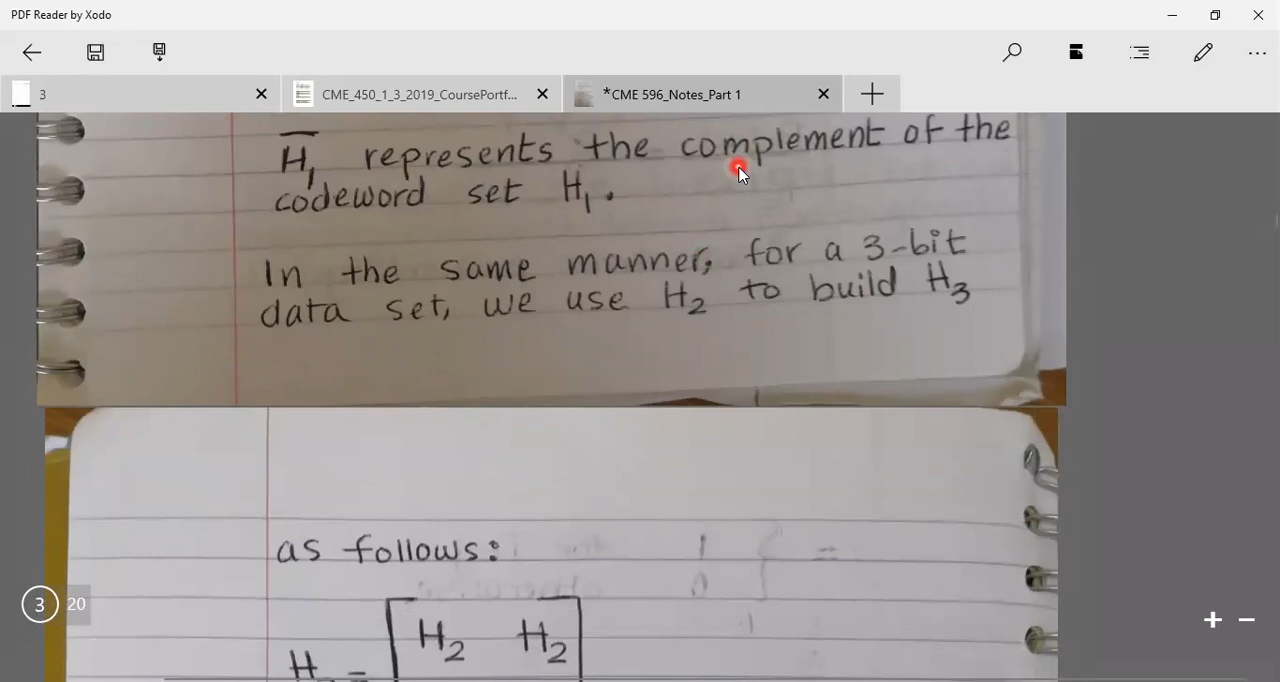 PDF Reader by Xodo
3
CME_450_1_3_2019_CoursePortf...
*CME 596_Notes_Part 1
H̅₁ represents the complement of the
codeword set H₁.
In the same manner, for a 3-bit
data set, we use H₂ to build H₃
as follows:
H₂ H₂
H =
3 20